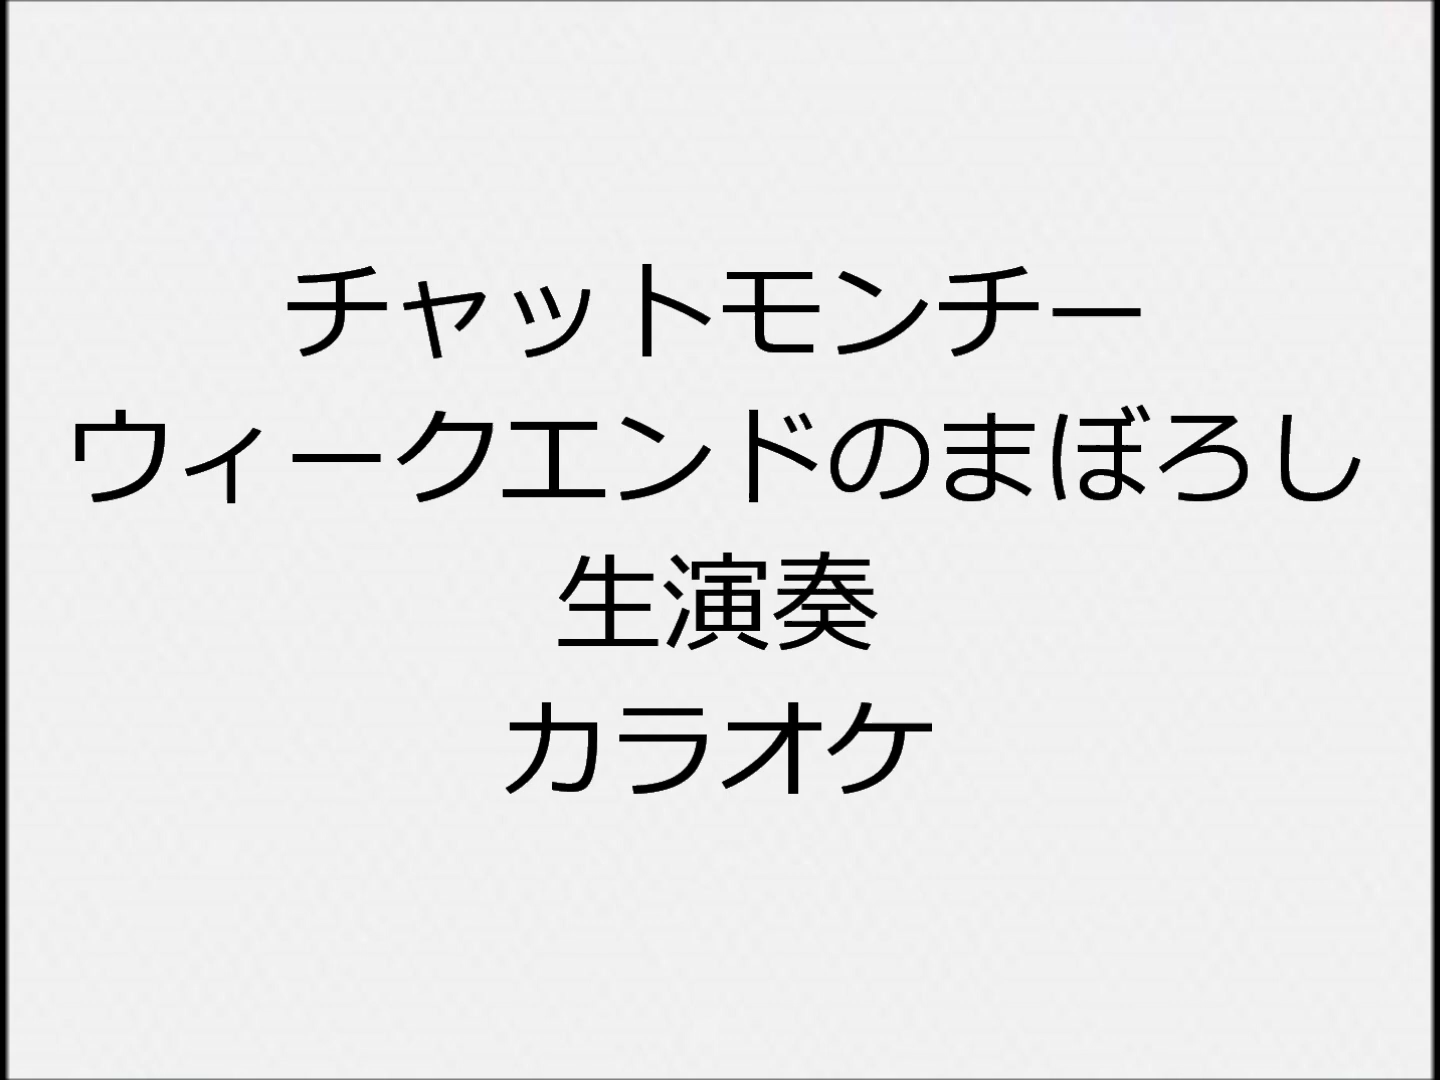 チャットモンチー
ウィークエンドのまぼろし
生演奏
カラオケ